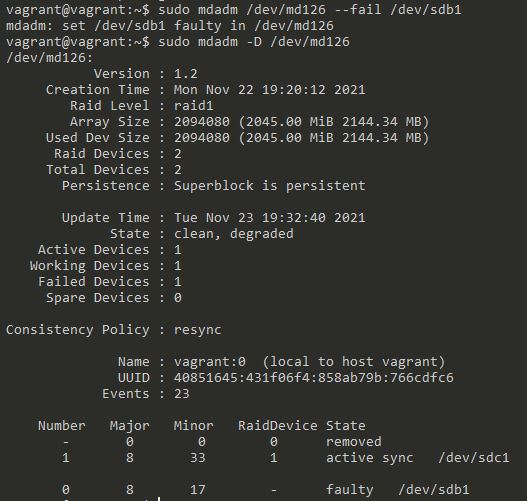 vagrant@vagrant:~$ sudo mdadm /dev/md126 --fail /dev/sdb1
mdadm: set /dev/sdb1 faulty in /dev/md126
vagrant@vagrant:~$ sudo mdadm -D /dev/md126
/dev/md126:
Version : 1.2
Creation Time : Mon Nov 22 19:20:12 2021
Raid Level : raid1
Array Size : 2094080 (2045.00 MiB 2144.34 MB)
Used Dev Size : 2094080 (2045.00 MiB 2144.34 MB)
Raid Devices : 2
Total Devices : 2
Persistence : Superblock is persistent
Update Time : Tue Nov 23 19:32:40 2021
State : clean, degraded
Active Devices : 1
Working Devices : 1
Failed Devices : 1
Spare Devices : 0
Consistency Policy : resync
Name : vagrant:0  (local to host vagrant)
UUID : 40851645:431f06f4:858ab79b:766cdfc6
Events : 23
Number   Major   Minor   RaidDevice State
-       0        0        0      removed
1       8       33        1      active sync   /dev/sdc1
0       8       17        -      faulty   /dev/sdb1